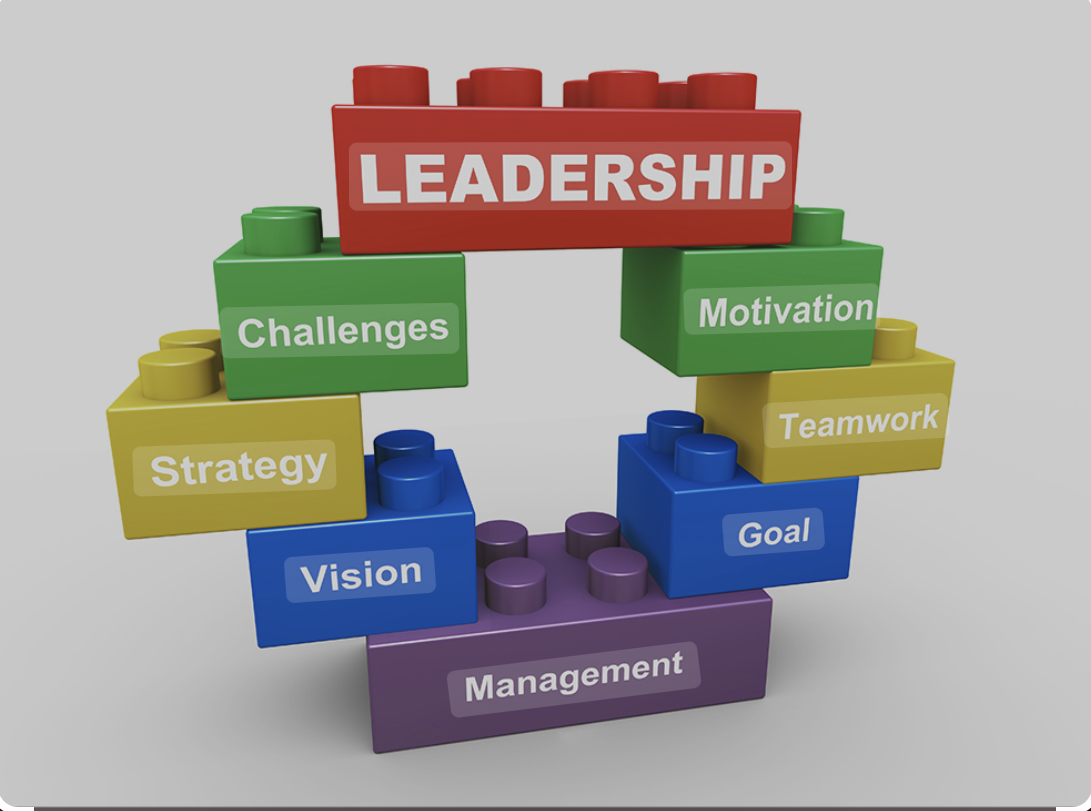 LEADERSHIP
Challenges
Motivation
Strategy
Teamwork
Vision
Goal
Management